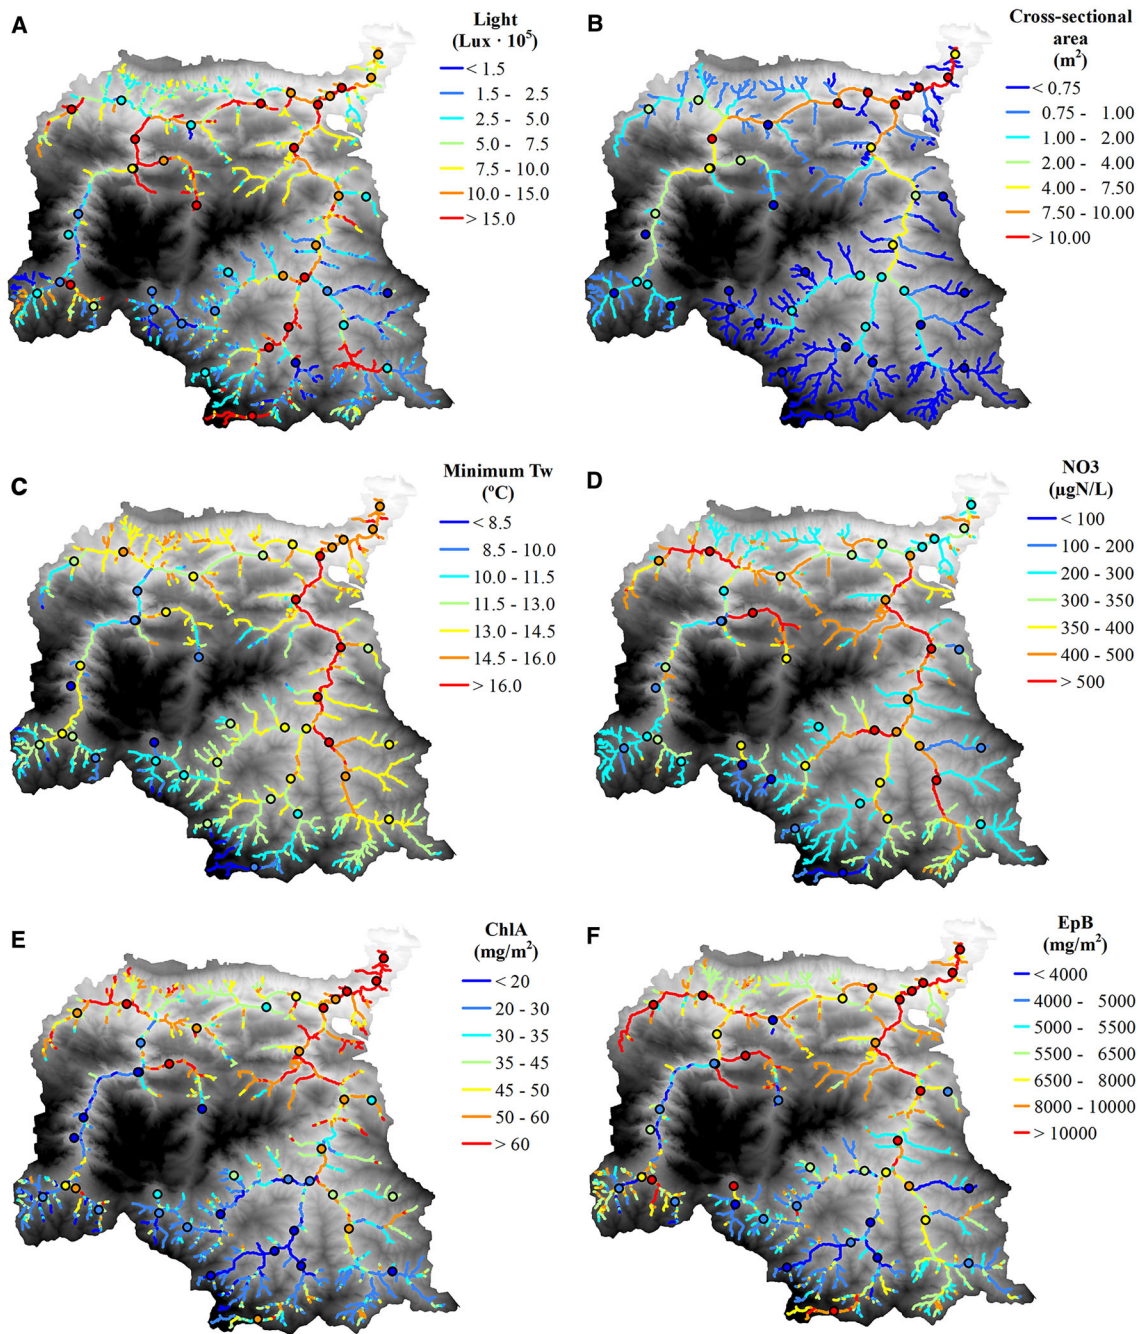 A
Light
(Lux · 10⁵)
< 1.5
1.5 - 2.5
2.5 - 5.0
5.0 - 7.5
7.5 - 10.0
10.0 - 15.0
> 15.0
B
Cross-sectional
area
(m²)
< 0.75
0.75 - 1.00
1.00 - 2.00
2.00 - 4.00
4.00 - 7.50
7.50 - 10.00
> 10.00
C
Minimum Tw
(ºC)
< 8.5
8.5 - 10.0
10.0 - 11.5
11.5 - 13.0
13.0 - 14.5
14.5 - 16.0
> 16.0
D
NO3
(µgN/L)
< 100
100 - 200
200 - 300
300 - 350
350 - 400
400 - 500
> 500
E
ChlA
(mg/m²)
< 20
20 - 30
30 - 35
35 - 45
45 - 50
50 - 60
> 60
F
EpB
(mg/m²)
< 4000
4000 - 5000
5000 - 5500
5500 - 6500
6500 - 8000
8000 - 10000
> 10000